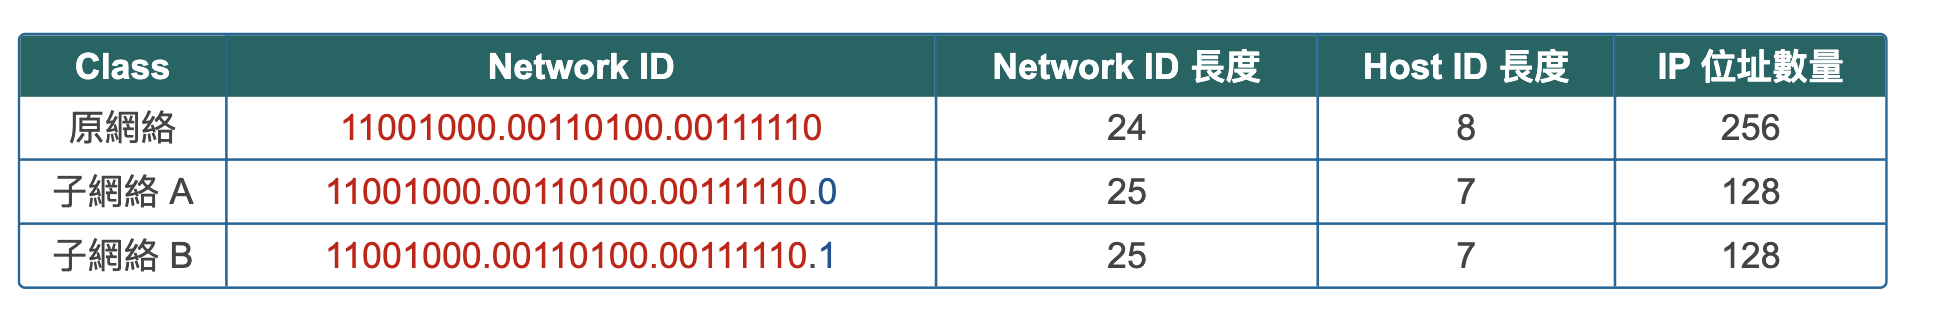 Class Network ID Network ID 長度 Host ID 長度 IP 位址數量
原網絡 11001000.00110100.00111110 24 8 256
子網絡 A 11001000.00110100.00111110.0 25 7 128
子網絡 B 11001000.00110100.00111110.1 25 7 128